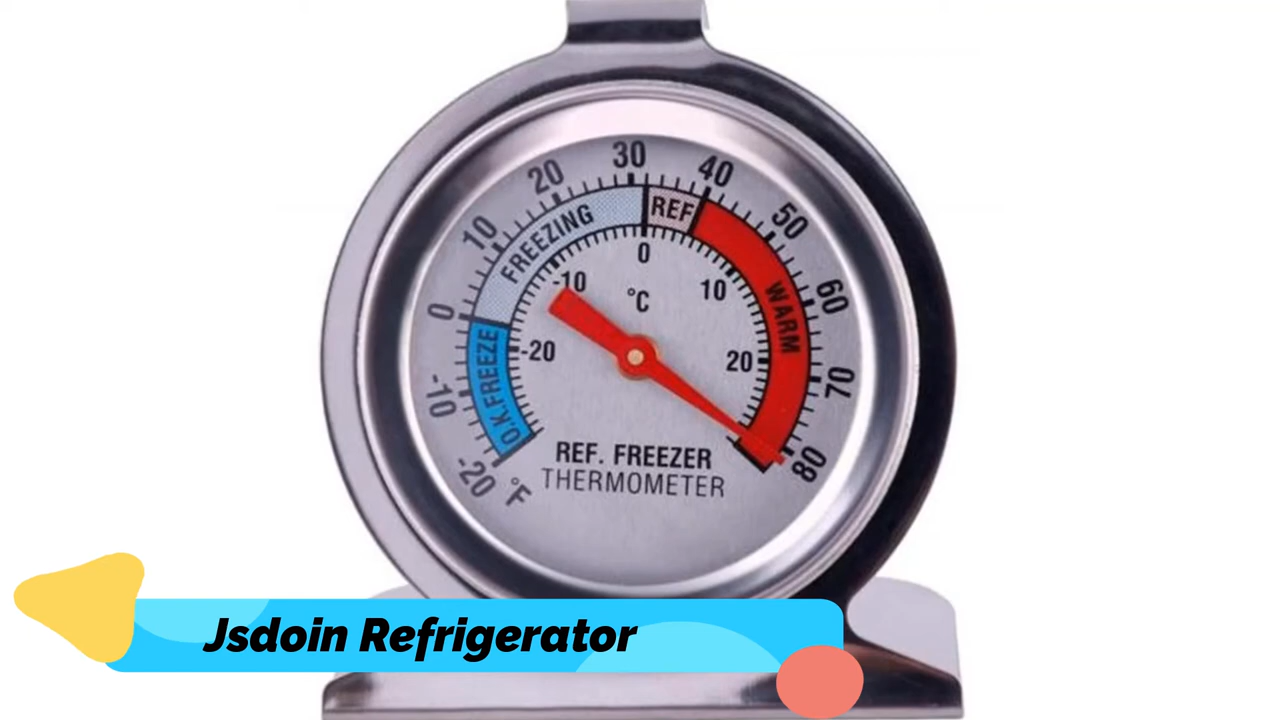 30
20
40
10
50
FREEZING
REF
0
-10
°C
10
60
0
WARM
O.K.FREEZE
-20
20
70
-10
REF. FREEZER
THERMOMETER
80
-20
°F
Jsdoin Refrigerator